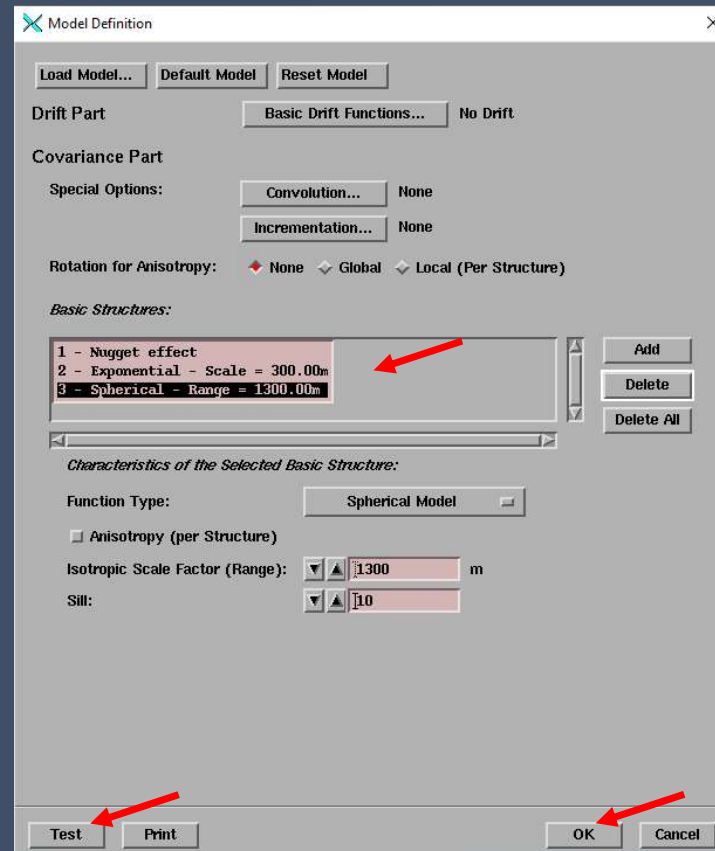 Model Definition
Load Model... Default Model Reset Model
Drift Part Basic Drift Functions... No Drift
Covariance Part
Special Options: Convolution... None
Incrementation... None
Rotation for Anisotropy: None Global Local (Per Structure)
Basic Structures:
1 - Nugget effect
2 - Exponential - Scale = 300.00m
3 - Spherical - Range = 1300.00m
Add
Delete
Delete All
Characteristics of the Selected Basic Structure:
Function Type: Spherical Model
Anisotropy (per Structure)
Isotropic Scale Factor (Range): 1300 m
Sill: 10
Test Print OK Cancel